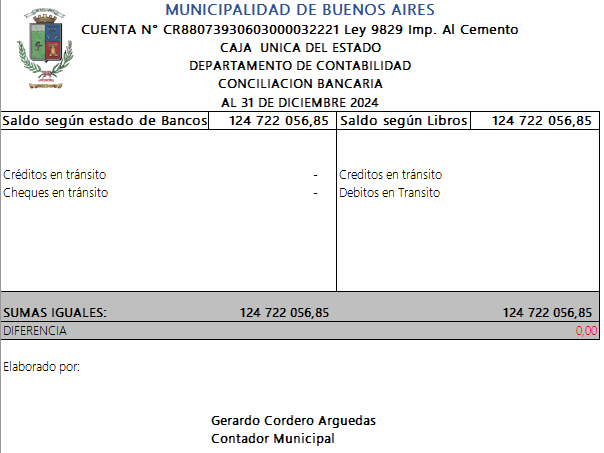 MUNICIPALIDAD DE BUENOS AIRES
CUENTA N° CR88073930603000032221 Ley 9829 Imp. Al Cemento
CAJA UNICA DEL ESTADO
DEPARTAMENTO DE CONTABILIDAD
CONCILIACION BANCARIA
AL 31 DE DICIEMBRE 2024
Saldo según estado de Bancos 124 722 056,85 Saldo según Libros 124 722 056,85
Créditos en tránsito - Creditos en tránsito
Cheques en tránsito - Debitos en Transito
SUMAS IGUALES: 124 722 056,85 124 722 056,85
DIFERENCIA 0,00
Elaborado por:
Gerardo Cordero Arguedas
Contador Municipal